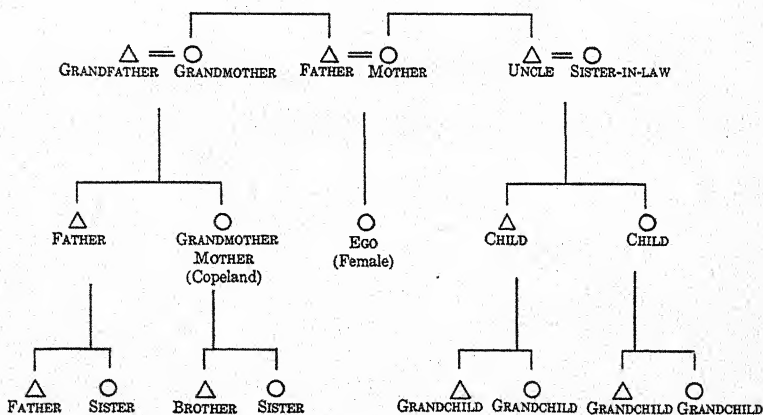 GRANDFATHER GRANDMOTHER FATHER MOTHER UNCLE SISTER-IN-LAW
FATHER GRANDMOTHER EGO CHILD CHILD
MOTHER (Female)
(Copeland)
FATHER SISTER BROTHER SISTER GRANDCHILD GRANDCHILD GRANDCHILD GRANDCHILD